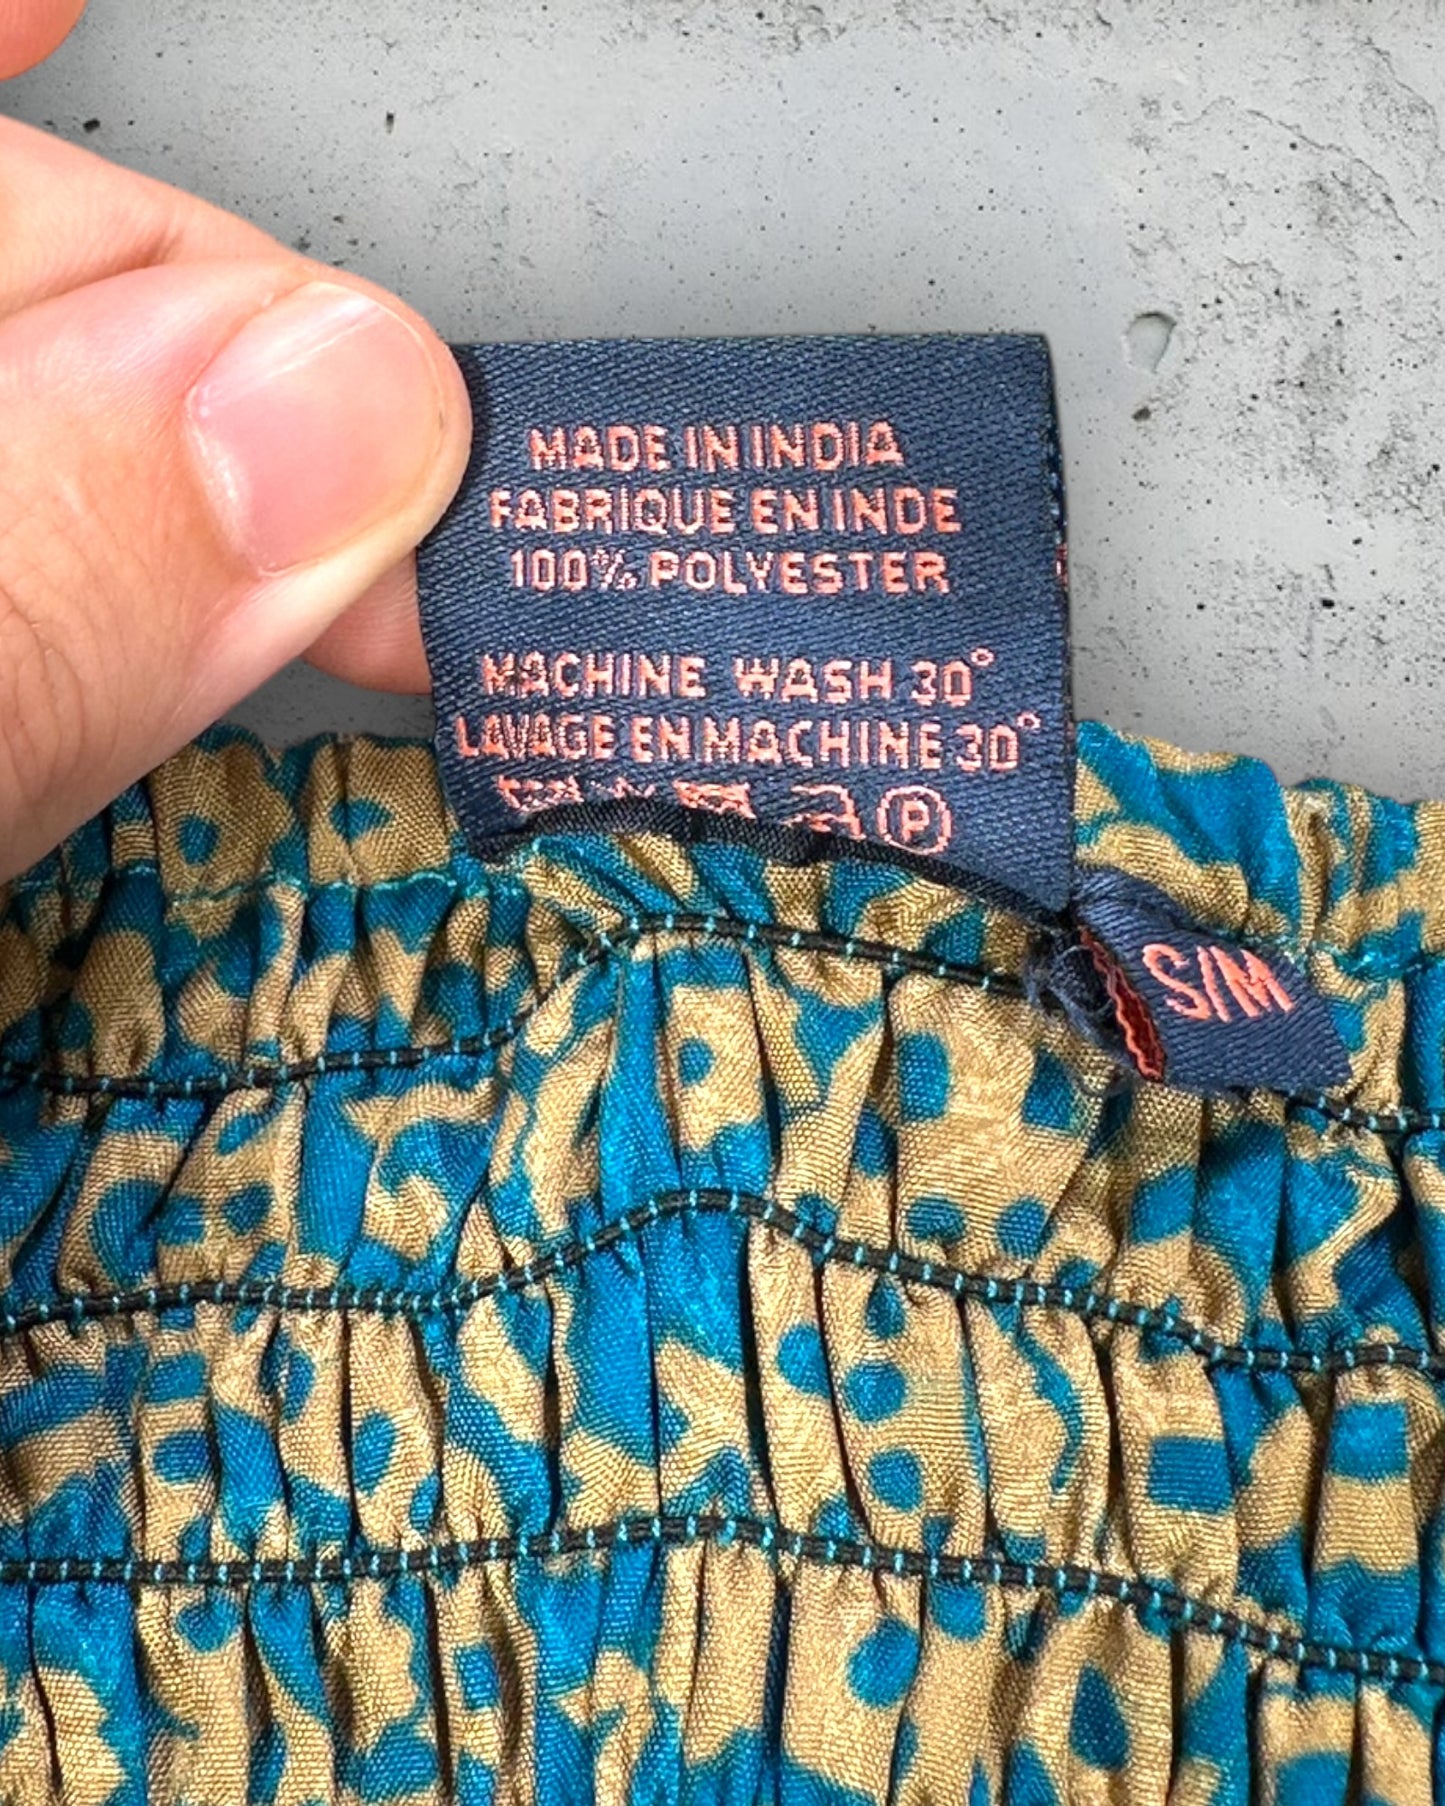 MADE IN INDIA
FABRIQUE EN INDE
100% POLYESTER
MACHINE WASH 30°
LAVAGE EN MACHINE 30°
P
S/M